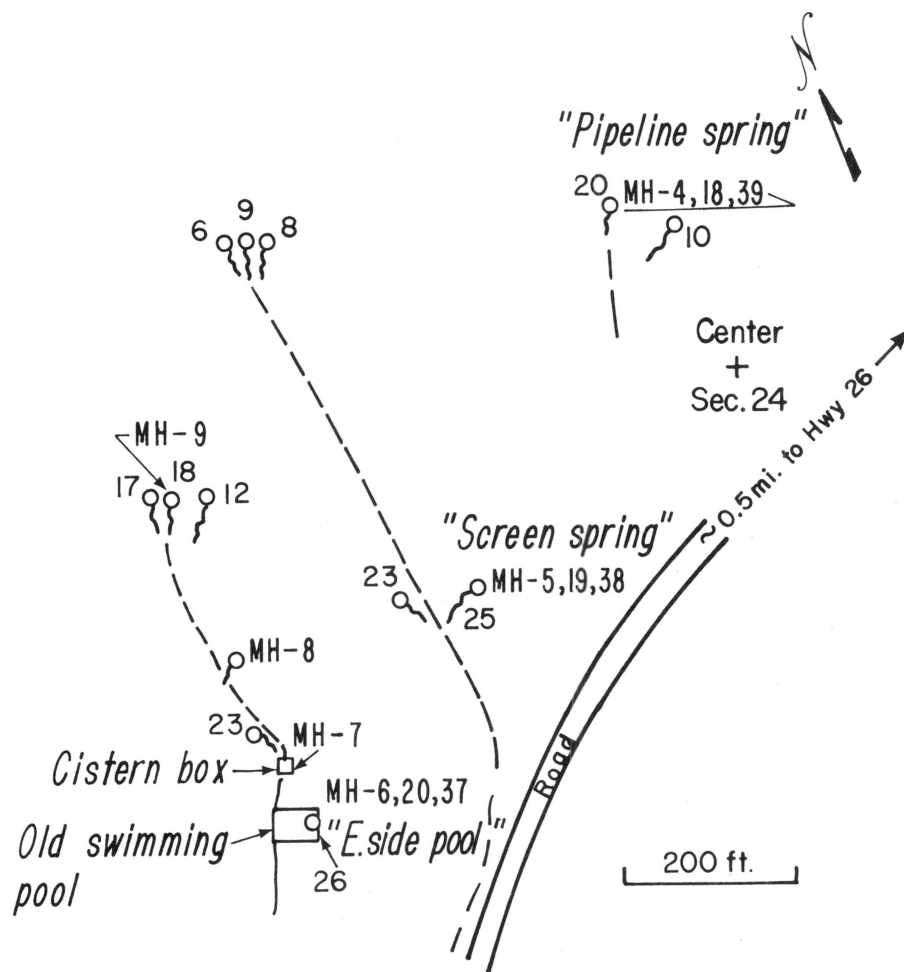 N
"Pipeline spring"
20
MH-4,18,39
10
6
9
8
Center
+
Sec. 24
~0.5 mi. to Hwy 26
MH-9
17
18
12
"Screen spring"
23
MH-5,19,38
25
MH-8
23
MH-7
Cistern box
MH-6,20,37
Old swimming
pool
"E.side pool"
26
Road
200 ft.